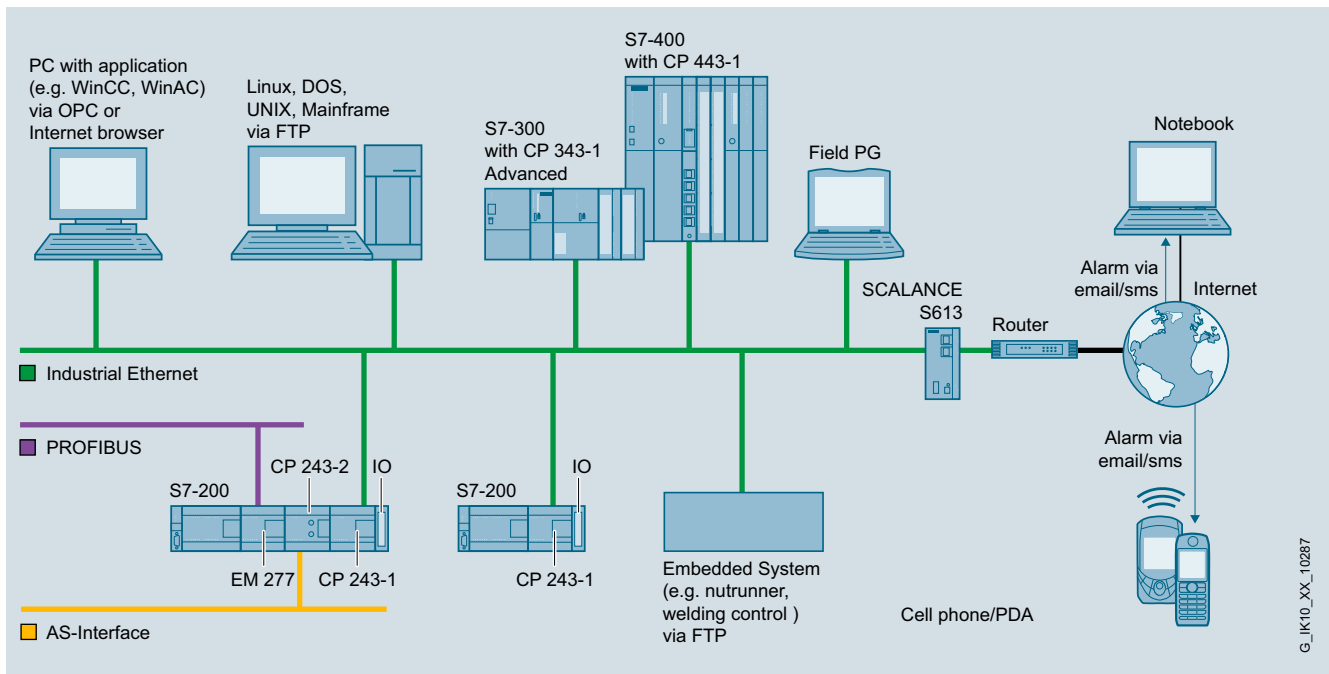 PC with application
(e.g. WinCC, WinAC)
via OPC or
Internet browser
Linux, DOS,
UNIX, Mainframe
via FTP
S7-300
with CP 343-1
Advanced
S7-400
with CP 443-1
Field PG
Notebook
SCALANCE
S613
Router
Alarm via
email/sms
Internet
Industrial Ethernet
PROFIBUS
S7-200
CP 243-2
IO
EM 277
CP 243-1
S7-200
IO
CP 243-1
Embedded System
(e.g. nutrunner,
welding control )
via FTP
Alarm via
email/sms
Cell phone/PDA
AS-Interface
G_IK10_XX_10287